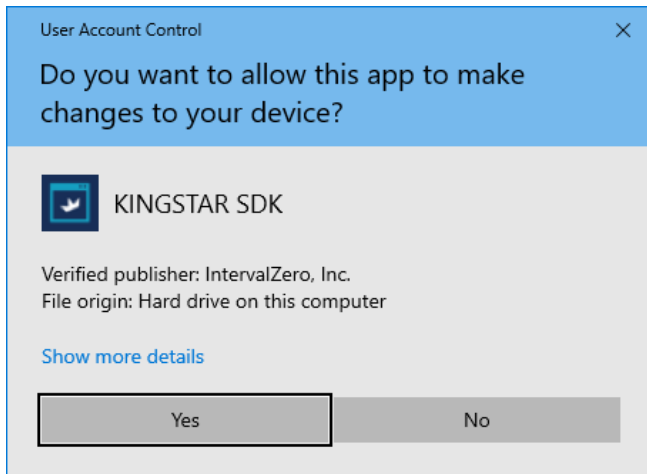 User Account Control
Do you want to allow this app to make
changes to your device?
KINGSTAR SDK
Verified publisher: IntervalZero, Inc.
File origin: Hard drive on this computer
Show more details
Yes
No